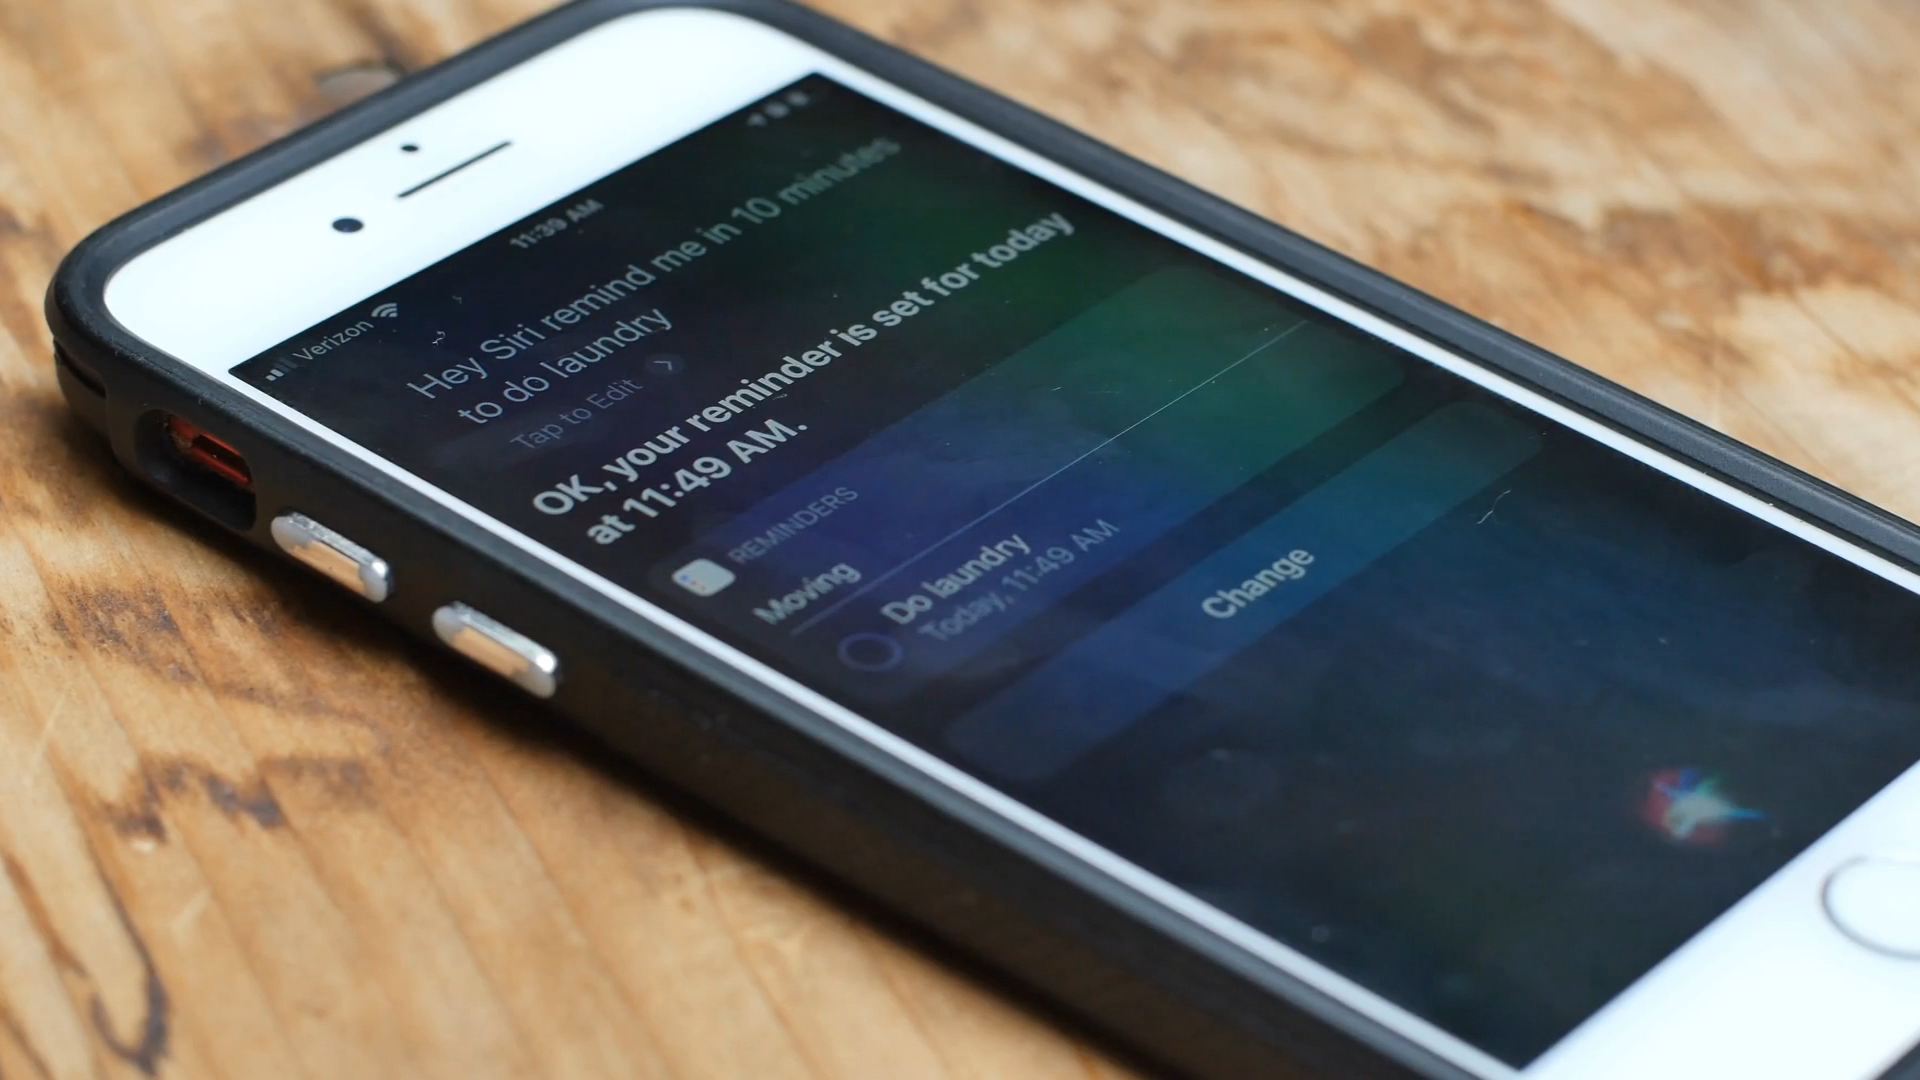 Verizon 11:39 AM
Hey Siri remind me in 10 minutes
to do laundry
Tap to Edit
OK, your reminder is set for today
at 11:49 AM.
REMINDERS
Moving
Do laundry
Today, 11:49 AM
Change